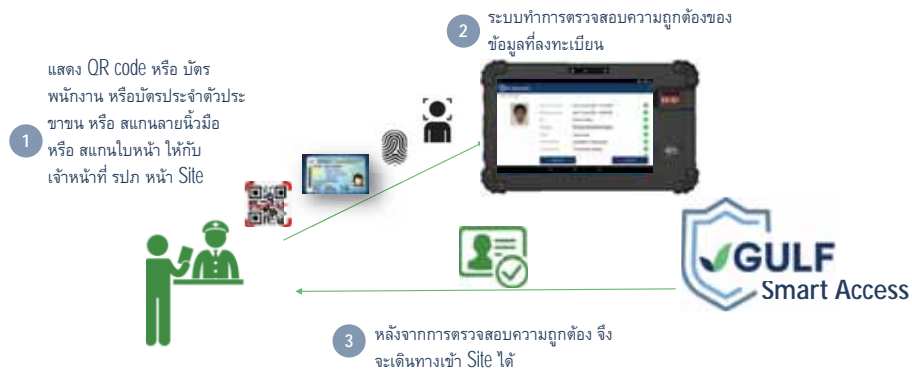 1
แสดง QR code หรือ บัตร
พนักงาน หรือบัตรประจำตัวประ
ขาขน หรือ สแกนลายนิ้วมือ
หรือ สแกนใบหน้า ให้กับ
เจ้าหน้าที่ รปภ หน้า Site
2
ระบบทำการตรวจสอบความถูกต้องของ
ข้อมูลที่ลงทะเบียน
GULF
Smart Access
3
หลังจากการตรวจสอบความถูกต้อง จึง
จะเดินทางเข้า Site ได้